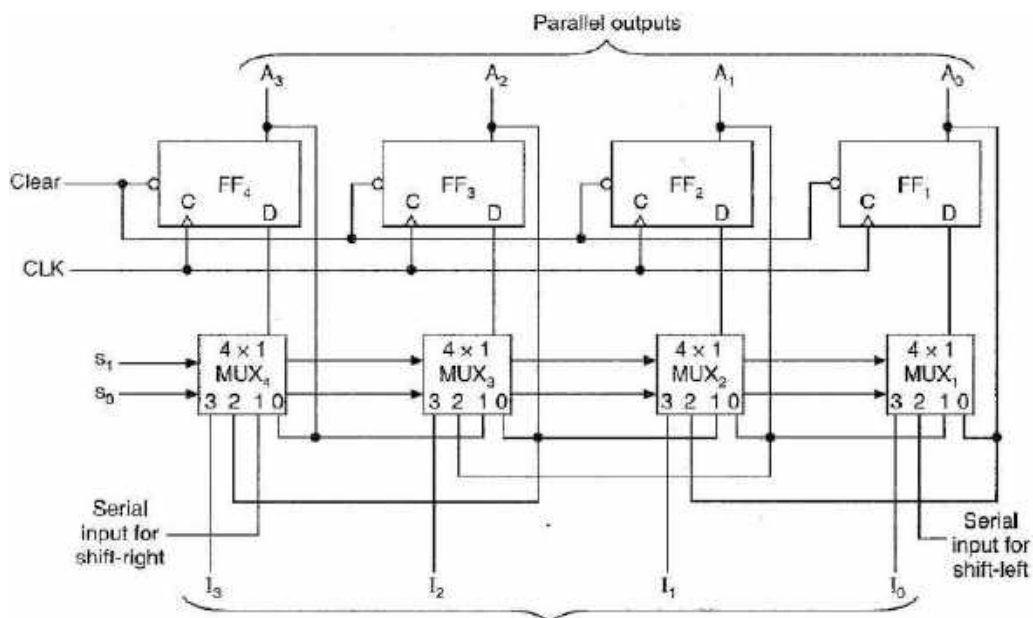 Parallel outputs
A₃ A₂ A₁ A₀
Clear
FF₄ FF₃ FF₂ FF₁
C D C D C D C D
CLK
4 × 1 4 × 1 4 × 1 4 × 1
s₁
MUX₄ MUX₃ MUX₂ MUX₁
s₀
3 2 1 0 3 2 1 0 3 2 1 0 3 2 1 0
Serial
input for
shift-right
Serial
input for
shift-left
I₃ I₂ I₁ I₀